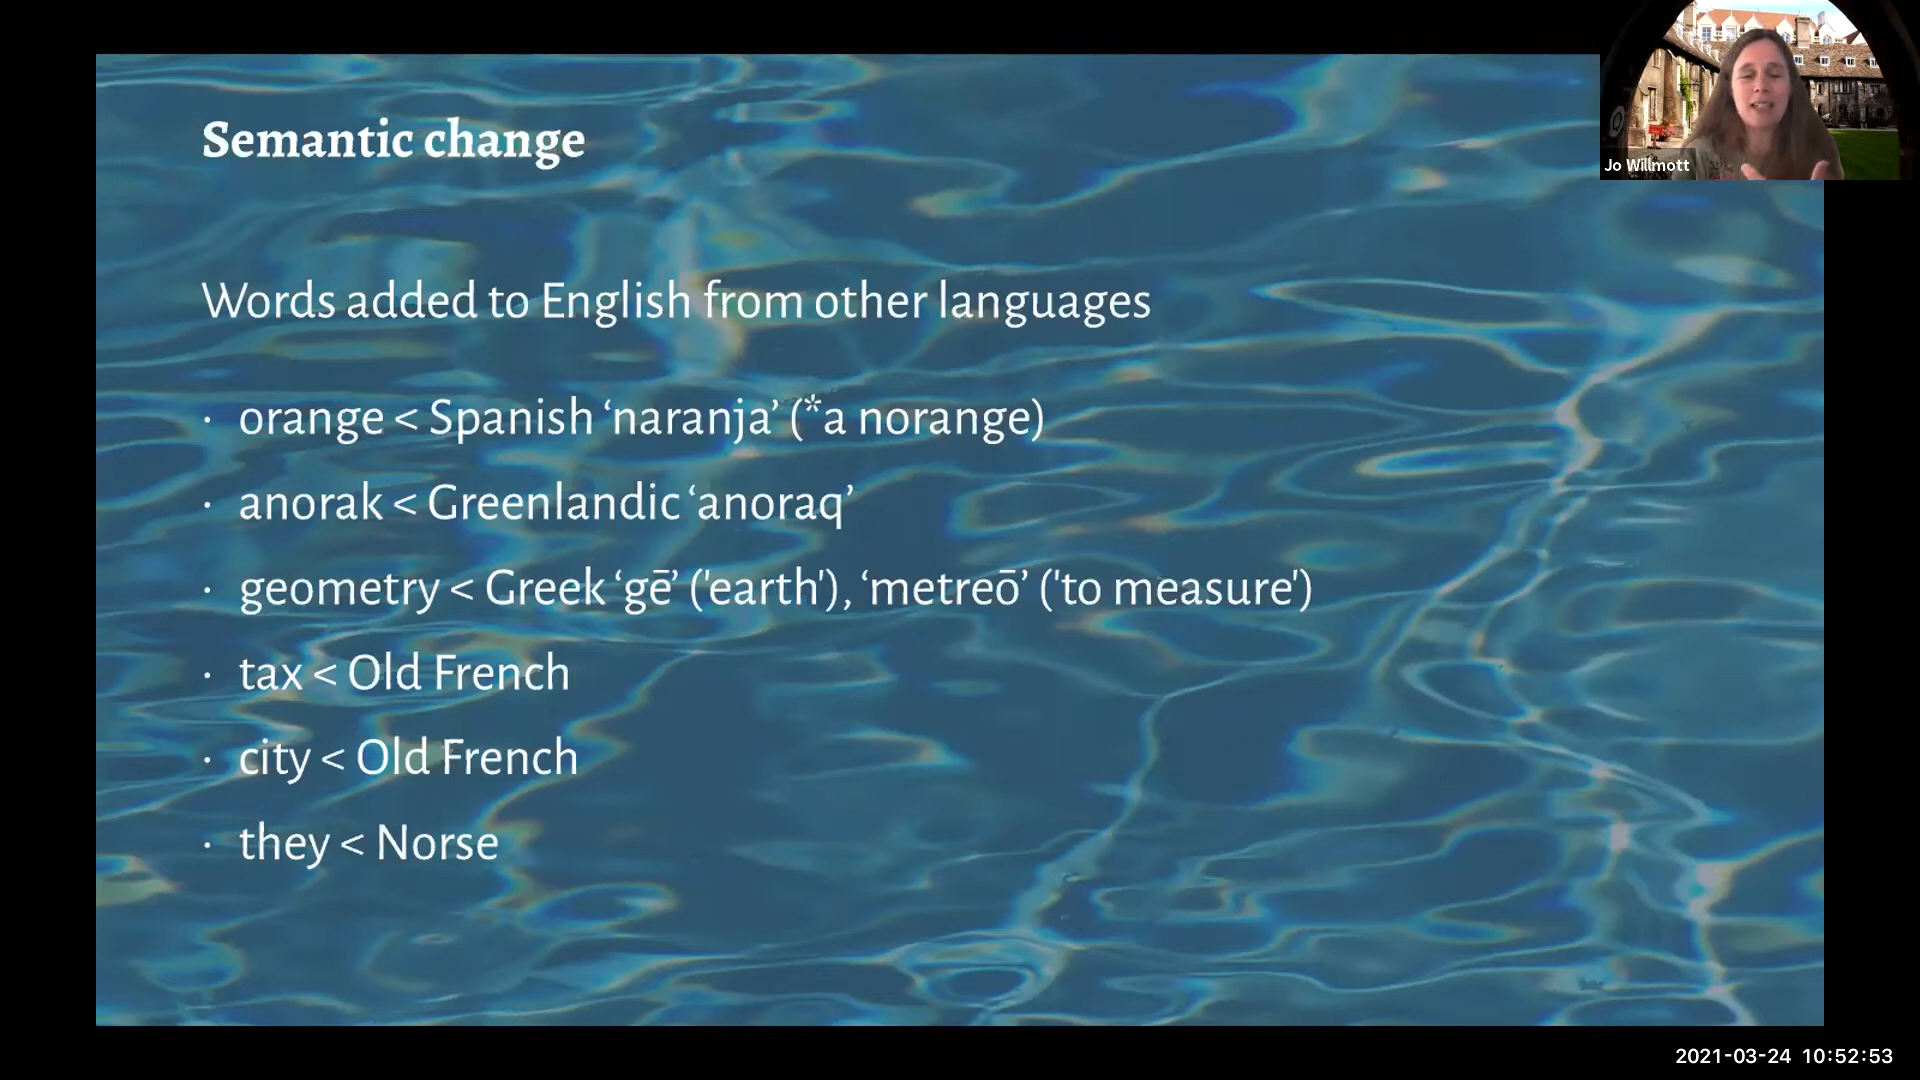 Semantic change
Jo Willmott
Words added to English from other languages
· orange < Spanish ‘naranja’ (*a norange)
· anorak < Greenlandic ‘anoraq’
· geometry < Greek ‘gē’ ('earth'), ‘metreō’ ('to measure')
· tax < Old French
· city < Old French
· they < Norse
2021-03-24 10:52:53